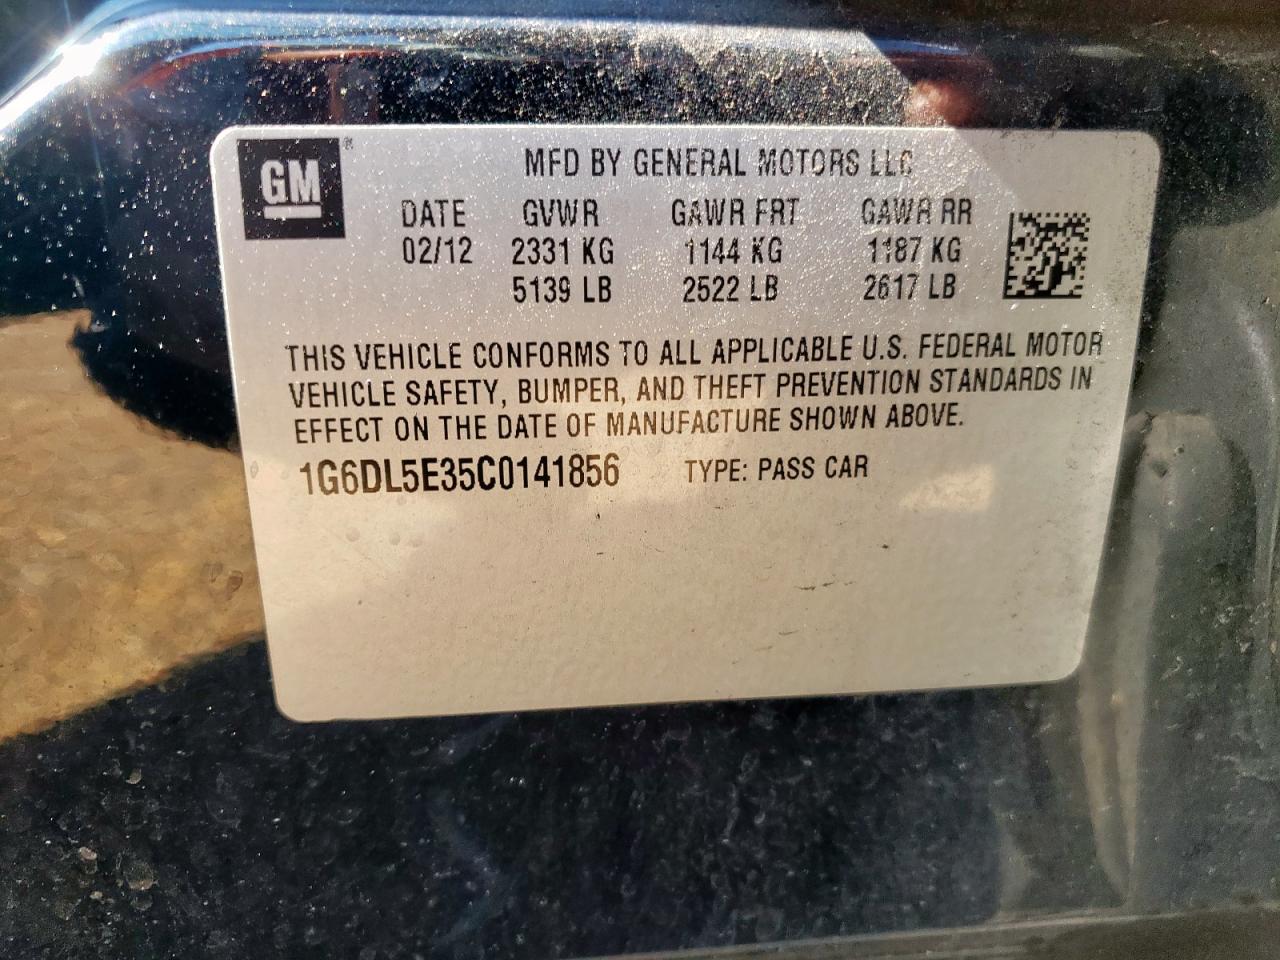 GM® MFD BY GENERAL MOTORS LLC
DATE GVWR GAWR FRT GAWR RR
02/12 2331 KG 1144 KG 1187 KG
5139 LB 2522 LB 2617 LB
THIS VEHICLE CONFORMS TO ALL APPLICABLE U.S. FEDERAL MOTOR
VEHICLE SAFETY, BUMPER, AND THEFT PREVENTION STANDARDS IN
EFFECT ON THE DATE OF MANUFACTURE SHOWN ABOVE.
1G6DL5E35C0141856 TYPE: PASS CAR